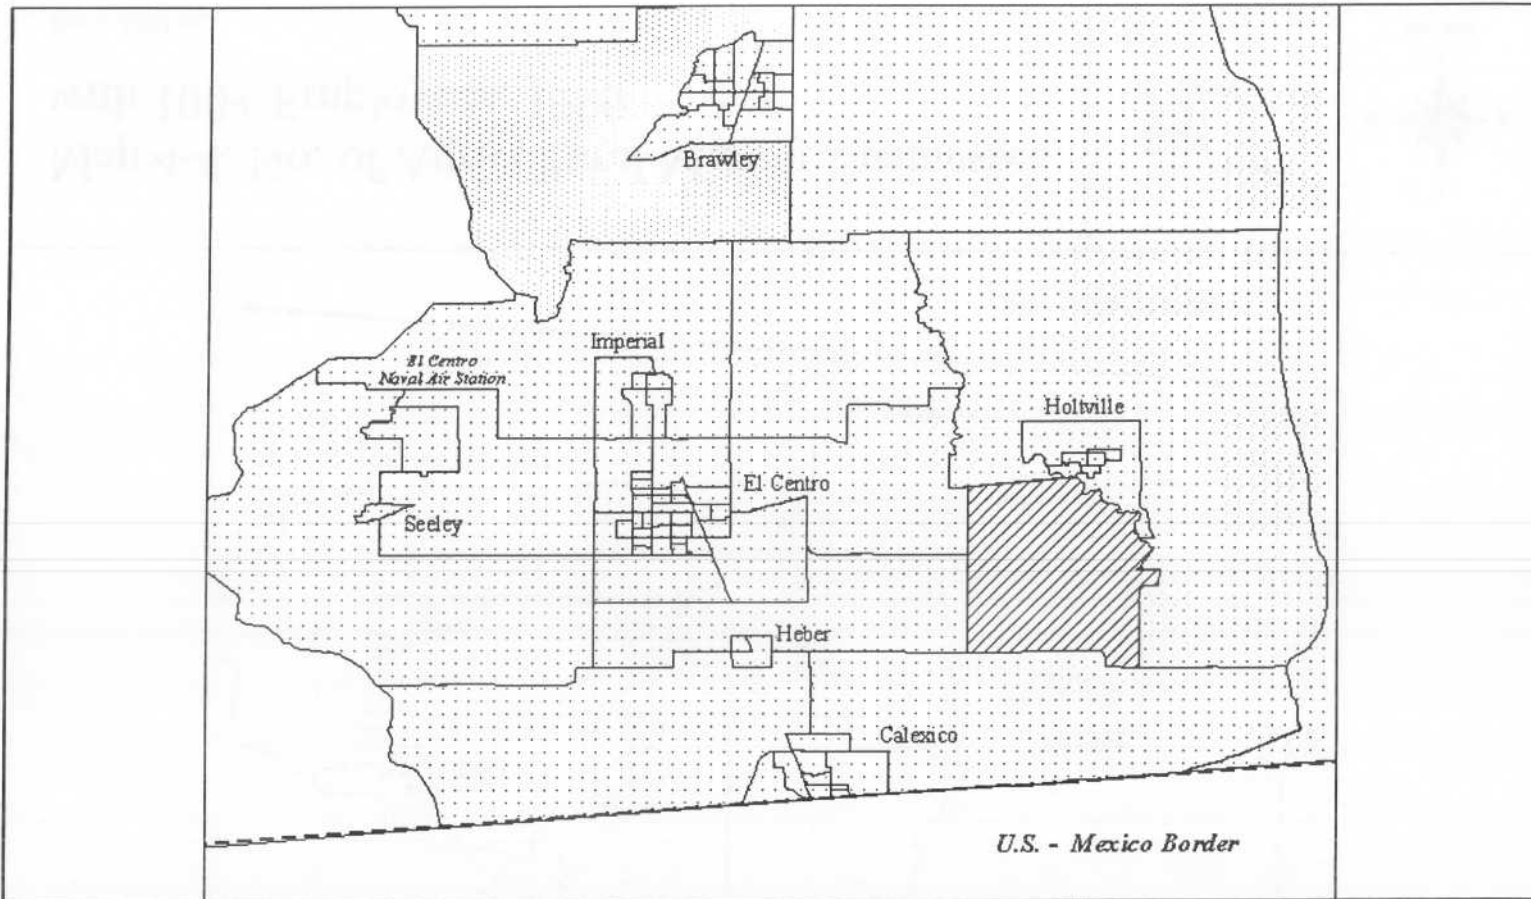 Brawley
Imperial
El Centro
Naval Air Station
Holtville
El Centro
Seeley
Heber
Calexico
U.S. - Mexico Border